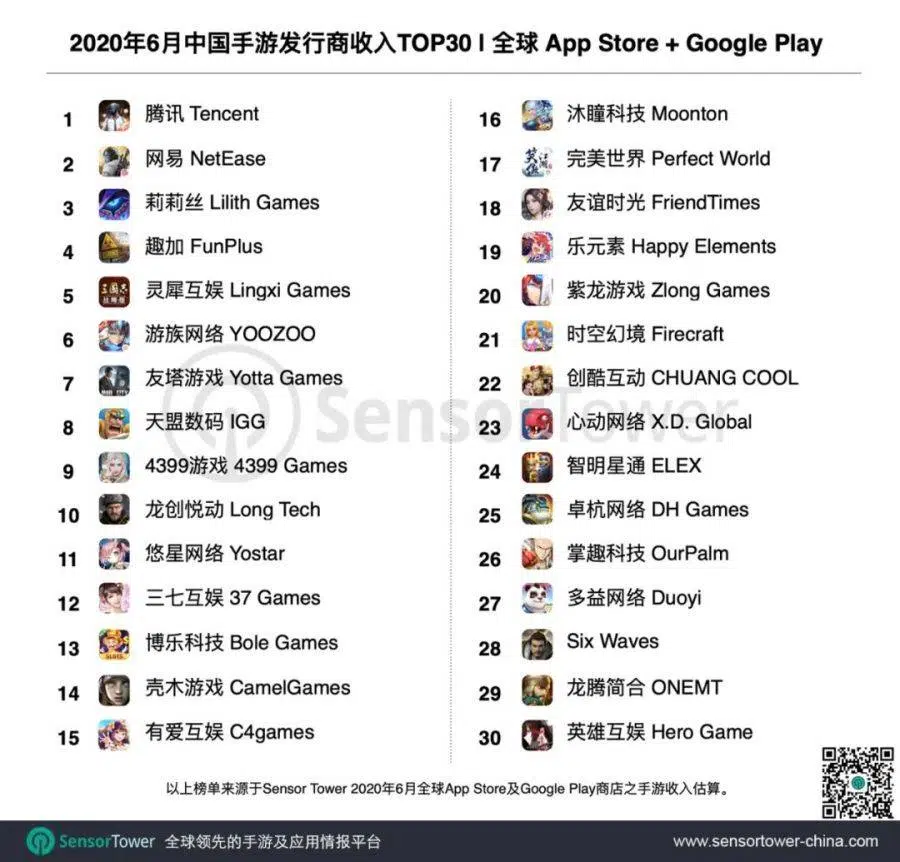 2020年6月中国手游发行商收入TOP30 | 全球 App Store + Google Play
1 腾讯 Tencent
2 网易 NetEase
3 莉莉丝 Lilith Games
4 趣加 FunPlus
5 灵犀互娱 Lingxi Games
6 游族网络 YOOZOO
7 友塔游戏 Yotta Games
8 天盟数码 IGG
9 4399游戏 4399 Games
10 龙创悦动 Long Tech
11 悠星网络 Yostar
12 三七互娱 37 Games
13 博乐科技 Bole Games
14 壳木游戏 CamelGames
15 有爱互娱 C4games
16 沐瞳科技 Moonton
17 完美世界 Perfect World
18 友谊时光 FriendTimes
19 乐元素 Happy Elements
20 紫龙游戏 Zlong Games
21 时空幻境 Firecraft
22 创酷互动 CHUANG COOL
23 心动网络 X.D. Global
24 智明星通 ELEX
25 卓杭网络 DH Games
26 掌趣科技 OurPalm
27 多益网络 Duoyi
28 Six Waves
29 龙腾简合 ONEMT
30 英雄互娱 Hero Game
SensorTower
以上榜单来源于Sensor Tower 2020年6月全球App Store及Google Play商店之手游收入估算。
SensorTower 全球领先的手游及应用情报平台
www.sensortower-china.com